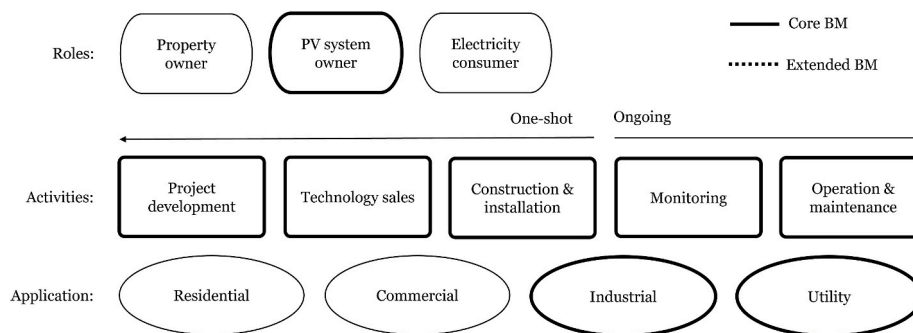 Roles:
Property
owner
PV system
owner
Electricity
consumer
Core BM
Extended BM
One-shot
Ongoing
Activities:
Project
development
Technology sales
Construction &
installation
Monitoring
Operation &
maintenance
Application:
Residential
Commercial
Industrial
Utility